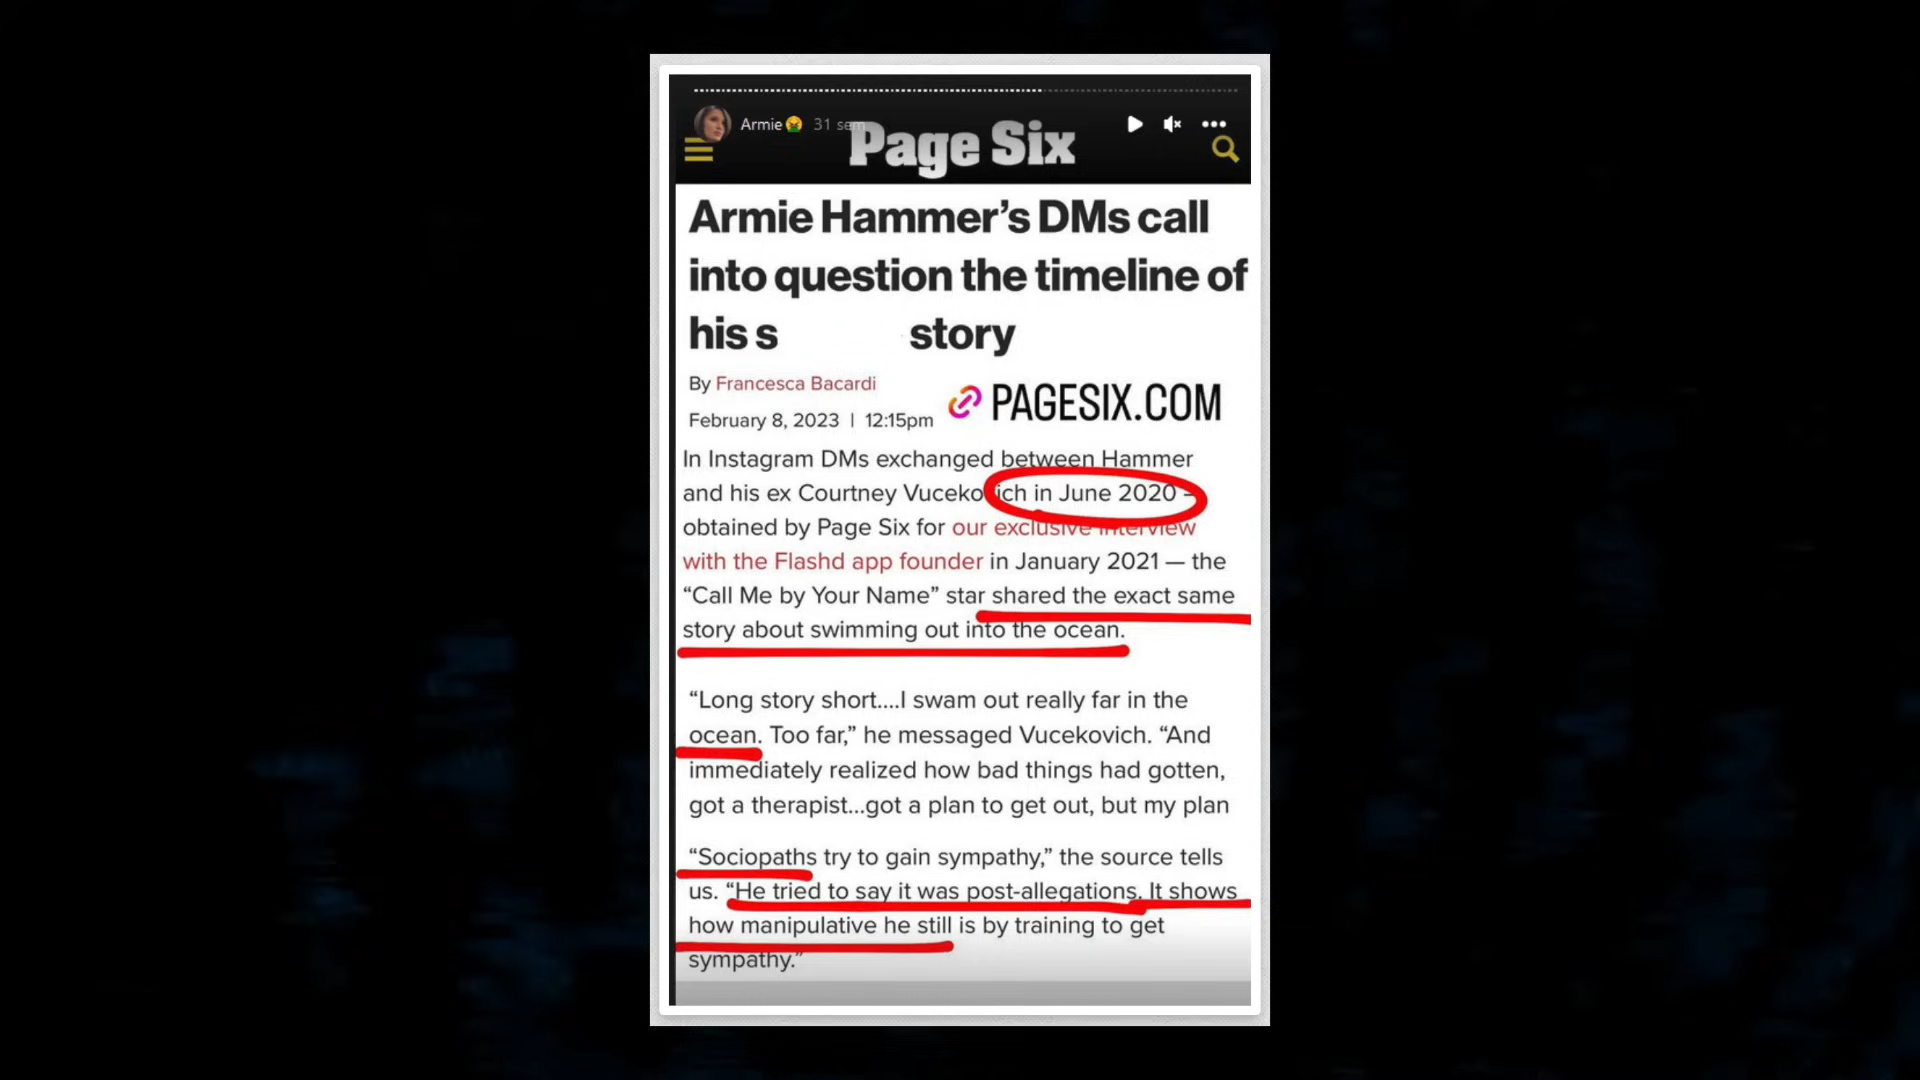 Armie 31 sem
Page Six
Armie Hammer’s DMs call
into question the timeline of
his s story
By Francesca Bacardi
PAGESIX.COM
February 8, 2023 | 12:15pm
In Instagram DMs exchanged between Hammer
and his ex Courtney Vucekovich in June 2020 –
obtained by Page Six for our exclusive interview
with the Flashd app founder in January 2021 — the
“Call Me by Your Name” star shared the exact same
story about swimming out into the ocean.
“Long story short....I swam out really far in the
ocean. Too far,” he messaged Vucekovich. “And
immediately realized how bad things had gotten,
got a therapist...got a plan to get out, but my plan
“Sociopaths try to gain sympathy,” the source tells
us. “He tried to say it was post-allegations. It shows
how manipulative he still is by training to get
sympathy.”